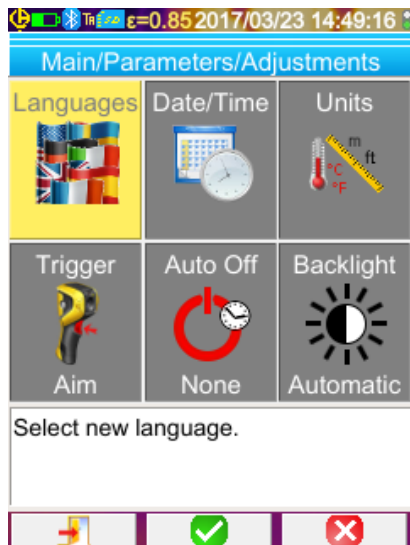 ε=0.85 2017/03/23 14:49:16
Main/Parameters/Adjustments
Languages Date/Time Units
m
ft
°C
°F
Trigger Auto Off Backlight
Aim None Automatic
Select new language.